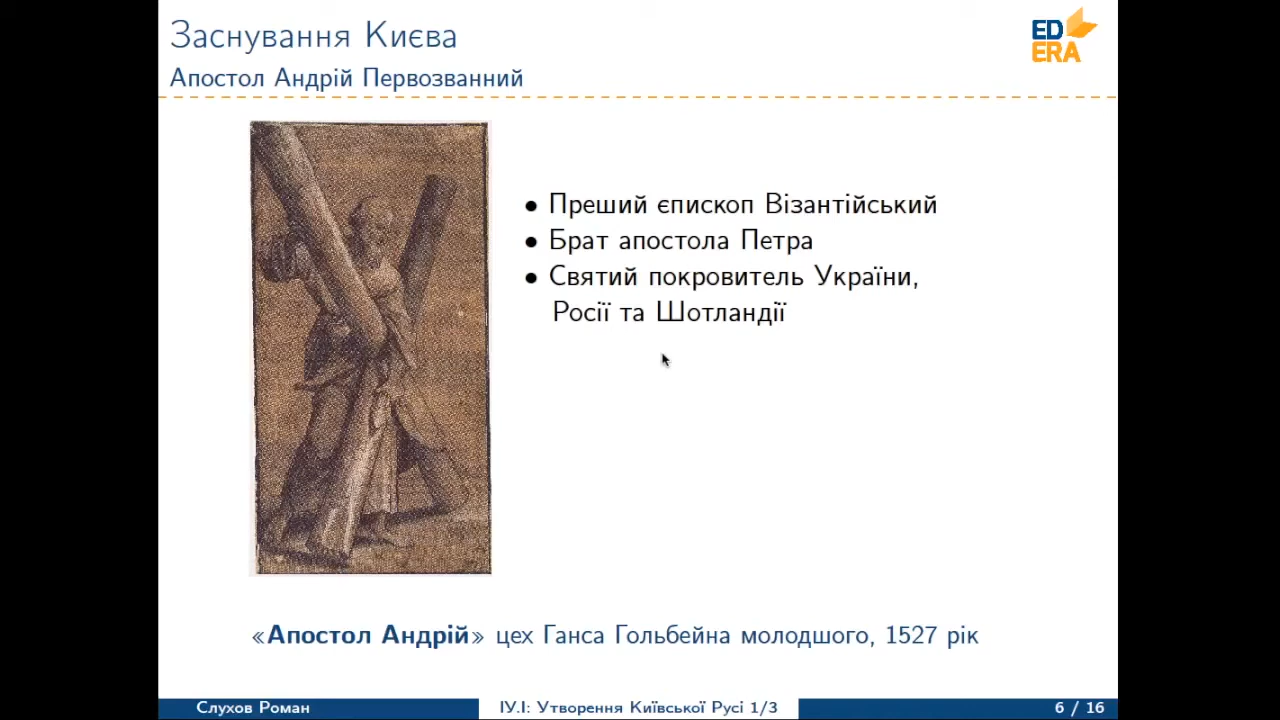 Заснування Києва
Апостол Андрій Первозванний
ED
ERA
• Преший єпископ Візантійський
• Брат апостола Петра
• Святий покровитель України,
Росії та Шотландії
«Апостол Андрій» цех Ганса Гольбейна молодшого, 1527 рік
Слухов Роман
IУ.I: Утворення Київської Русі 1/3
6 / 16